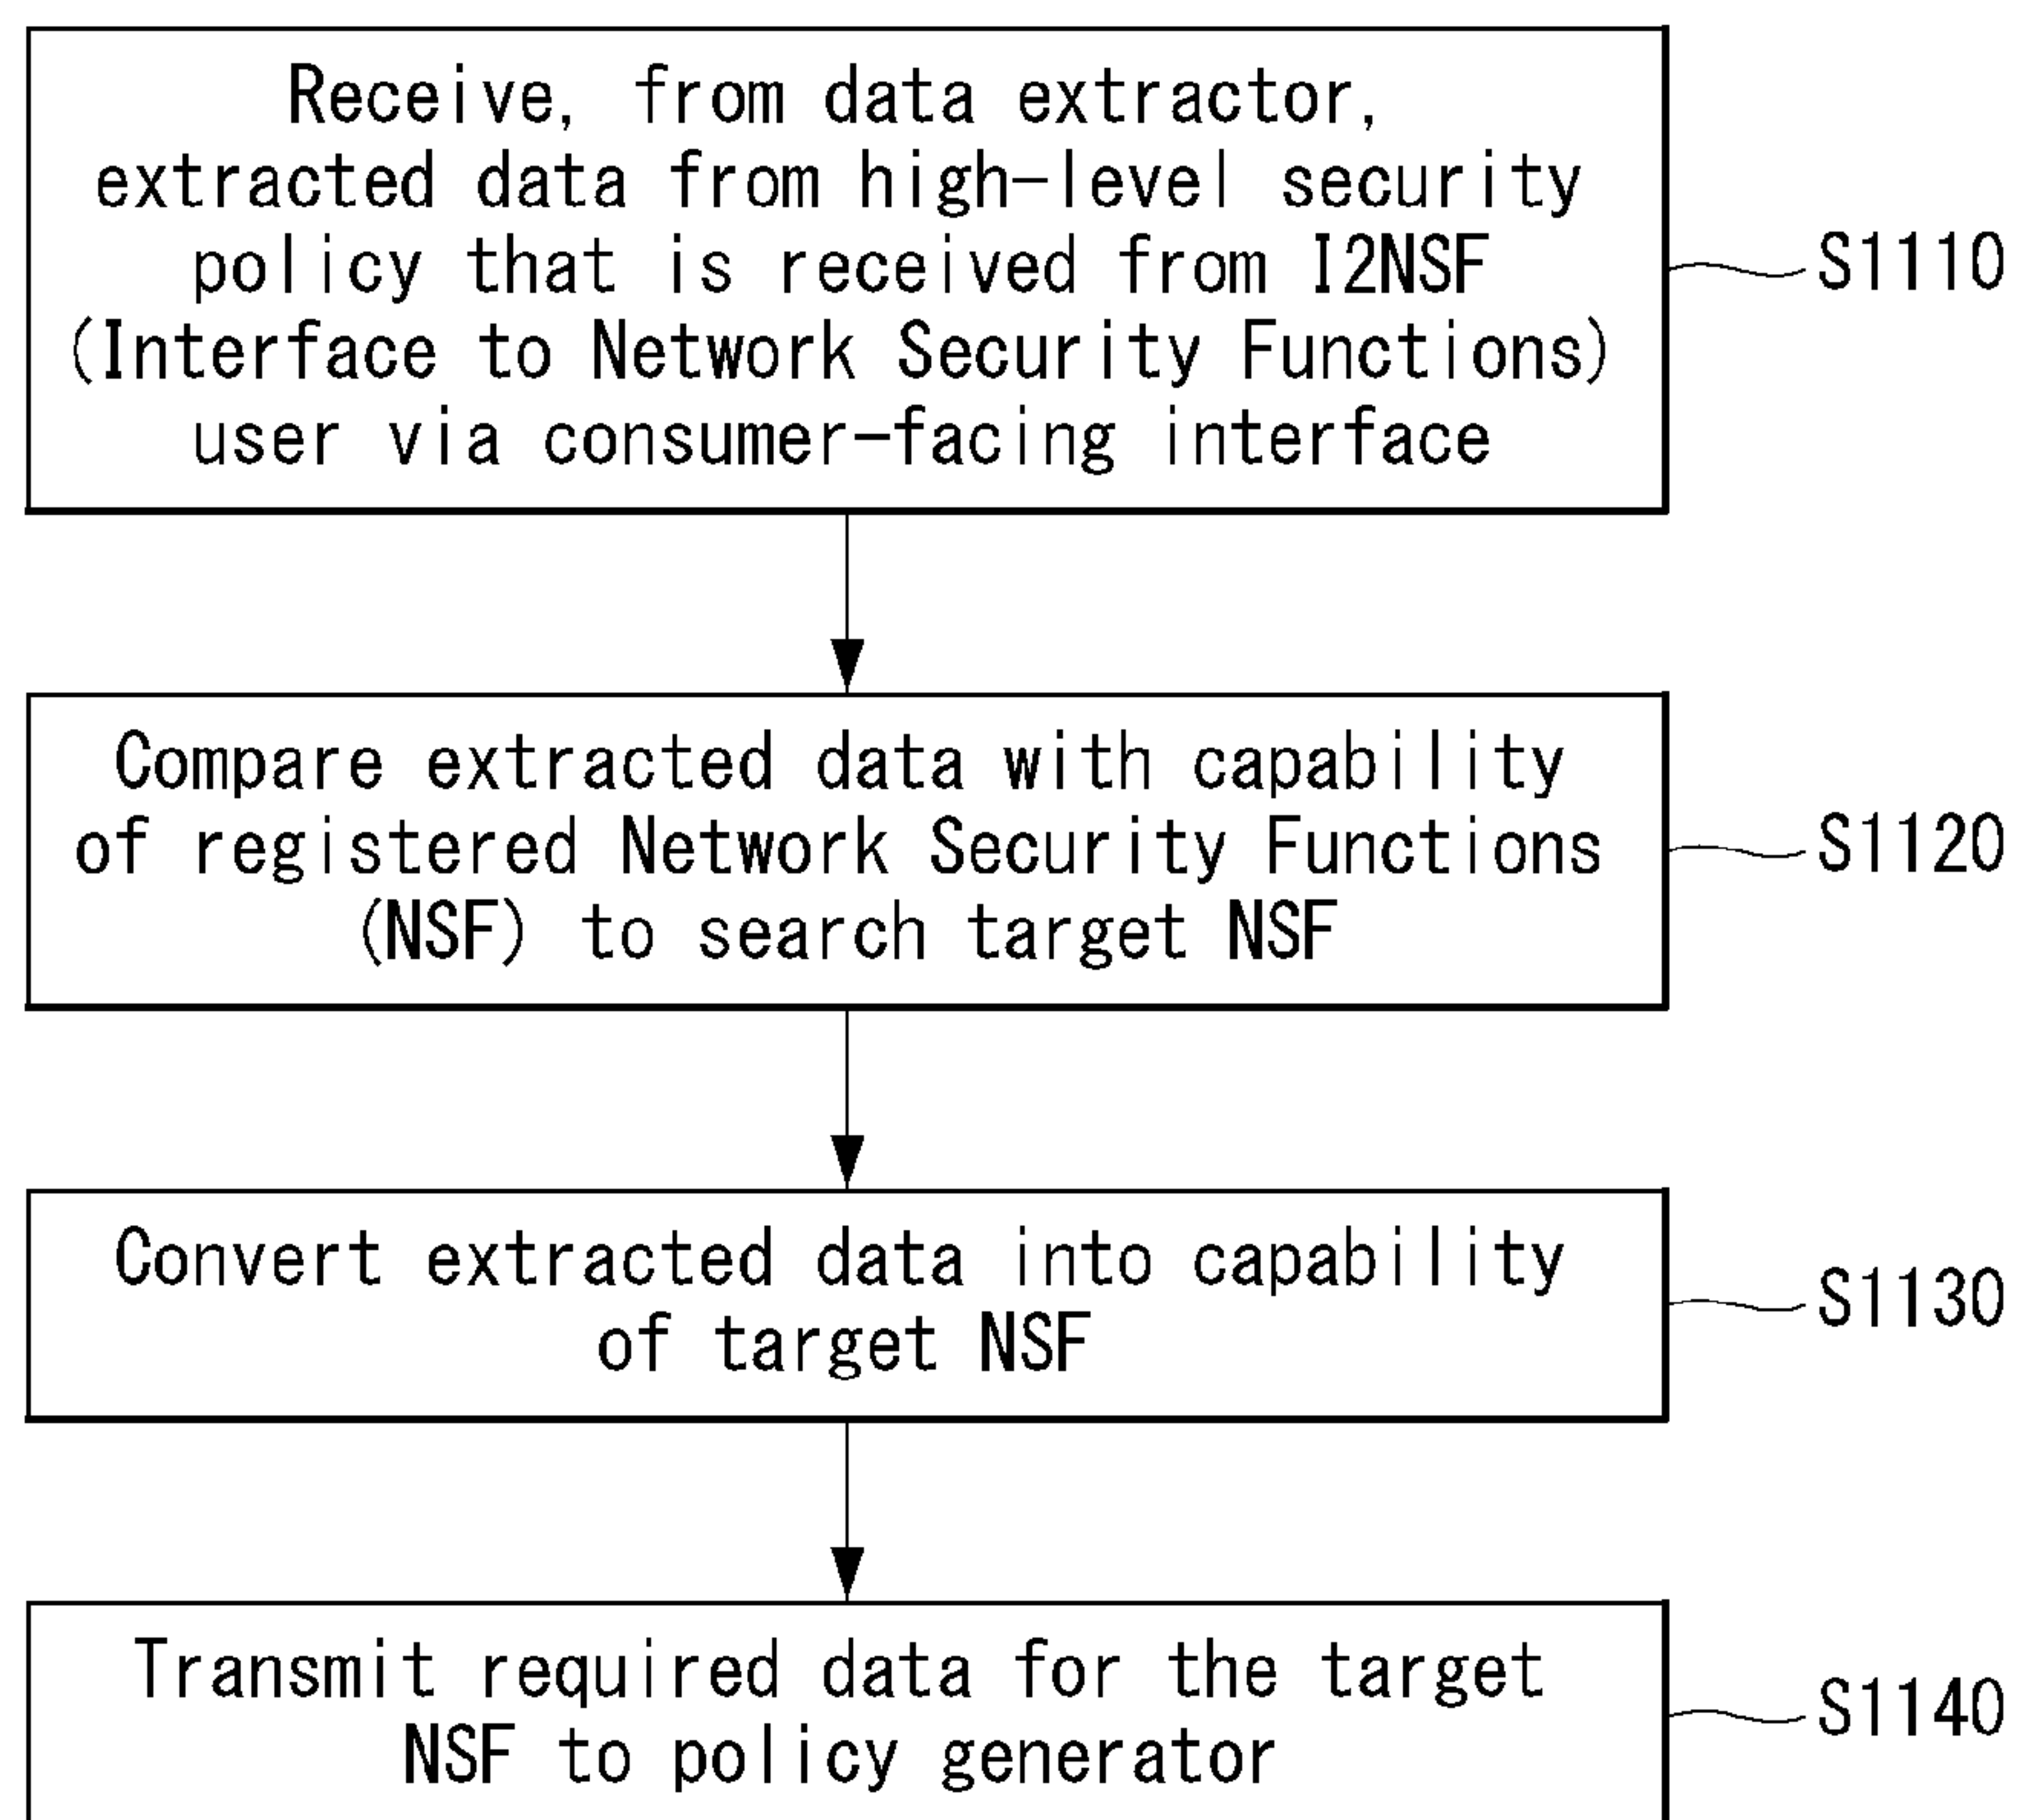 Receive, from data extractor,
extracted data from high-level security
policy that is received from I2NSF
(Interface to Network Security Functions)
user via consumer-facing interface
S1110
Compare extracted data with capability
of registered Network Security Functions
(NSF) to search target NSF
S1120
Convert extracted data into capability
of target NSF
S1130
Transmit required data for the target
NSF to policy generator
S1140